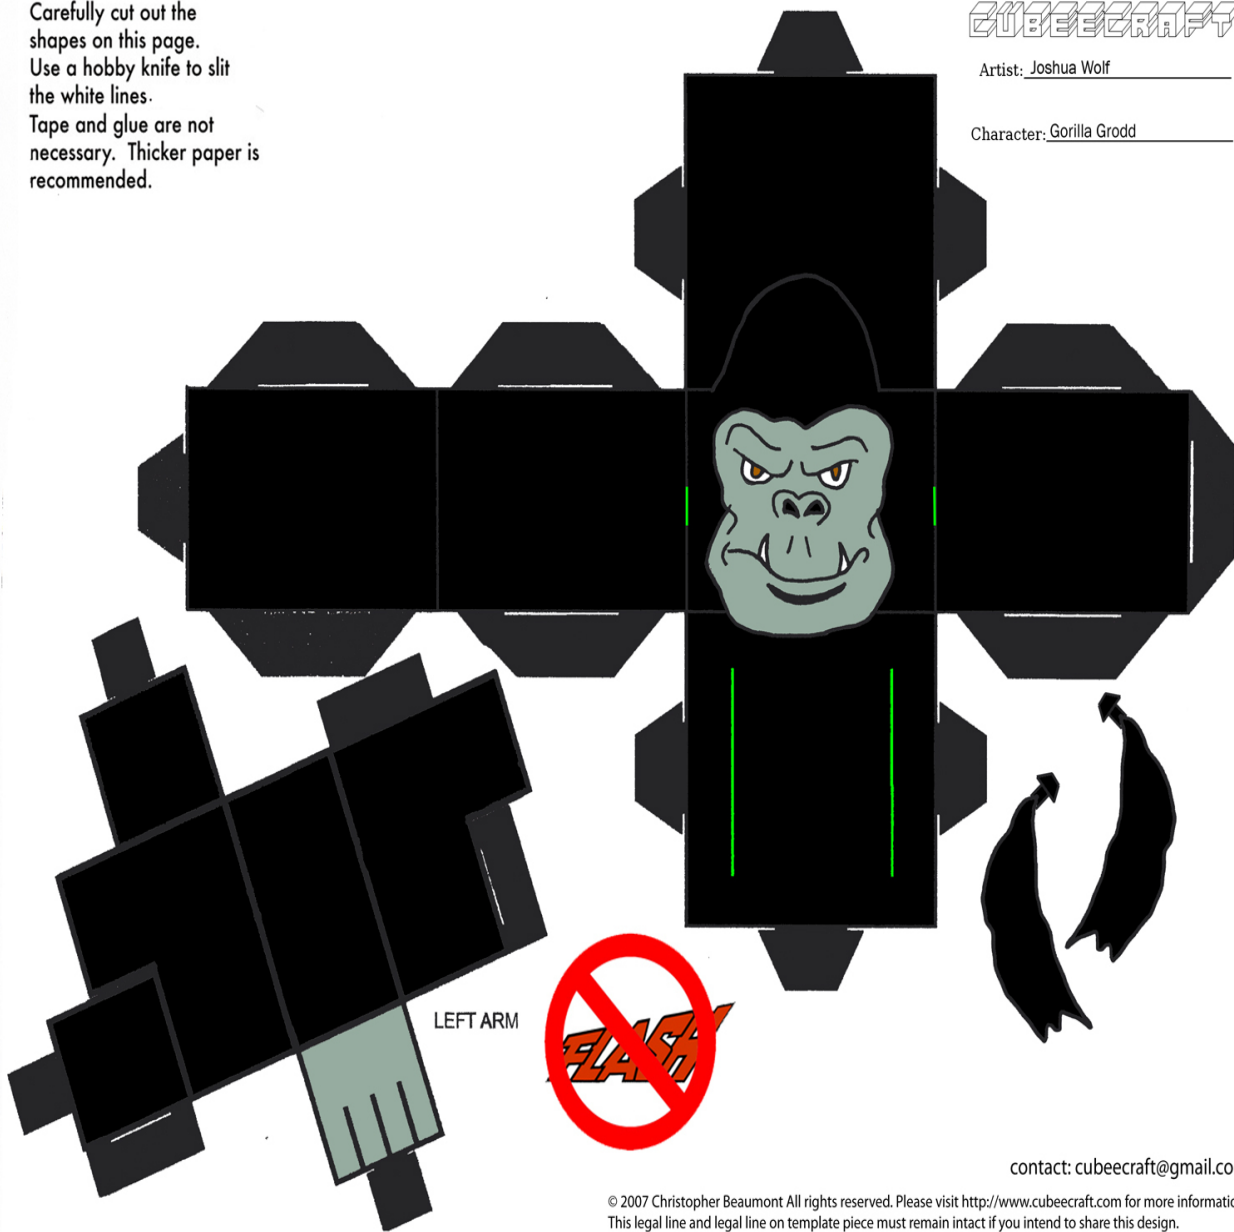 Carefully cut out the
shapes on this page.
Use a hobby knife to slit
the white lines.
Tape and glue are not
necessary. Thicker paper is
recommended.
CUBEECRAFT
Artist: Joshua Wolf
Character: Gorilla Grodd
LEFT ARM
FLASH
contact: cubeecraft@gmail.co
© 2007 Christopher Beaumont All rights reserved. Please visit http://www.cubeecraft.com for more informatio
This legal line and legal line on template piece must remain intact if you intend to share this design.